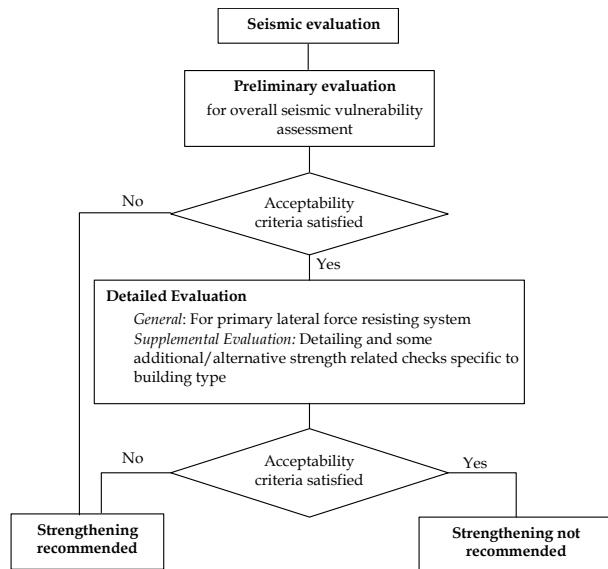 Seismic evaluation
Preliminary evaluation
for overall seismic vulnerability
assessment
No
Acceptability
criteria satisfied
Yes
Detailed Evaluation
General: For primary lateral force resisting system
Supplemental Evaluation: Detailing and some
additional/alternative strength related checks specific to
building type
No
Acceptability
criteria satisfied
Yes
Strengthening
recommended
Strengthening not
recommended